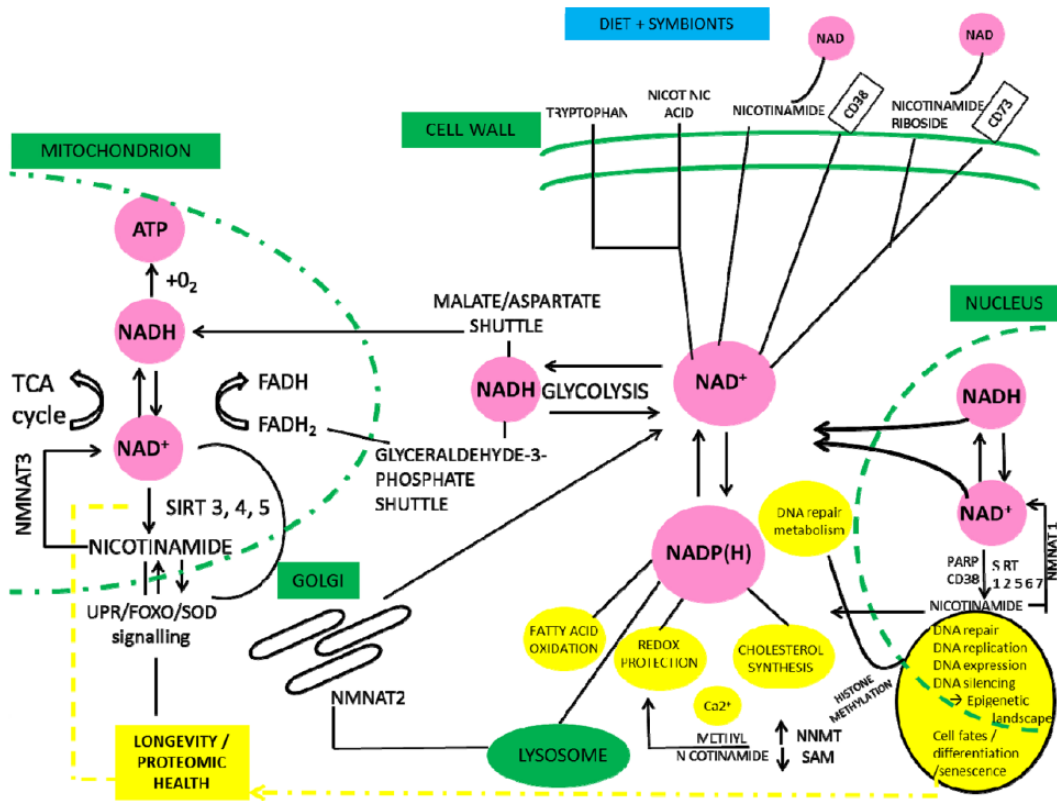 DIET + SYMBIONTS
NAD
NAD
TRYPTOPHAN
NICOT NIC
ACID
NICOTINAMIDE
CD38
NICOTINAMIDE
RIBOSIDE
CD73
CELL WALL
MITOCHONDRION
ATP
+0₂
NADH
TCA
cycle
FADH
FADH₂
NAD⁺
NMNAT3
SIRT 3, 4, 5
NICOTINAMIDE
UPR/FOXO/SOD
signalling
LONGEVITY /
PROTEOMIC
HEALTH
MALATE/ASPARTATE
SHUTTLE
NADH
GLYCOLYSIS
GLYCERALDEHYDE-3-
PHOSPHATE
SHUTTLE
NAD⁺
GOLGI
NMNAT2
LYSOSOME
NADP(H)
DNA repair
metabolism
FATTY ACID
OXIDATION
REDOX
PROTECTION
CHOLESTEROL
SYNTHESIS
Ca²⁺
METHYL
N COTINAMIDE
NNMT
SAM
HISTONE
METHYLATION
NUCLEUS
NADH
NAD⁺
NMNAT1
PARP
CD38
S RT
1 2 5 6 7
NICOTINAMIDE
DNA repair
DNA replication
DNA expression
DNA silencing
→ Epigenetic
landscape
Cell fates /
differentiation
/senescence